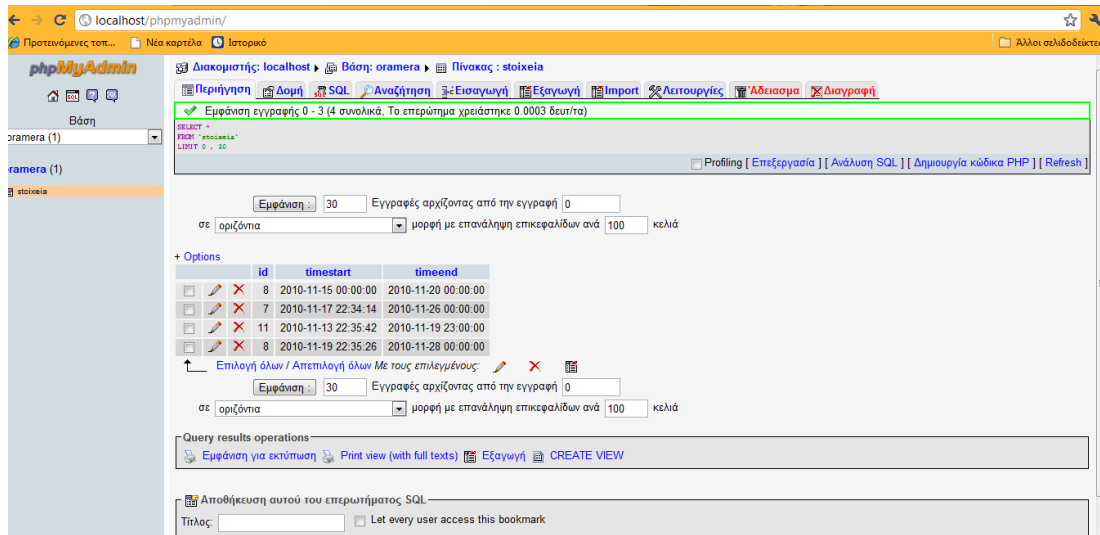 localhost/phpmyadmin/
Προτεινόμενες τοπ... Νέα καρτέλα Ιστορικό Άλλοι σελιδοδείκτες
phpMyAdmin
Βάση
oramera (1)
oramera (1)
stoixeia
Διακομιστής: localhost ▸ Βάση: oramera ▸ Πίνακας : stoixeia
Περιήγηση Δομή SQL Αναζήτηση Εισαγωγή Εξαγωγή Import Λειτουργίες 'Αδειασμα Διαγραφή
Εμφάνιση εγγραφής 0 - 3 (4 συνολικά, Το επερώτημα χρειάστηκε 0.0003 δευτ/τα)
SELECT *
FROM `stoixeia`
LIMIT 0 , 30
Profiling [ Επεξεργασία ] [ Ανάλυση SQL ] [ Δημιουργία κώδικα PHP ] [ Refresh ]
Εμφάνιση : 30 Εγγραφές αρχίζοντας από την εγγραφή 0
σε οριζόντια μορφή με επανάληψη επικεφαλίδων ανά 100 κελιά
+ Options
id timestart timeend
8 2010-11-15 00:00:00 2010-11-20 00:00:00
7 2010-11-17 22:34:14 2010-11-26 00:00:00
11 2010-11-13 22:35:42 2010-11-19 23:00:00
8 2010-11-19 22:35:26 2010-11-28 00:00:00
Επιλογή όλων / Απεπιλογή όλων Με τους επιλεγμένους:
Εμφάνιση : 30 Εγγραφές αρχίζοντας από την εγγραφή 0
σε οριζόντια μορφή με επανάληψη επικεφαλίδων ανά 100 κελιά
Query results operations
Εμφάνιση για εκτύπωση Print view (with full texts) Εξαγωγή CREATE VIEW
Αποθήκευση αυτού του επερωτήματος SQL
Τίτλος: Let every user access this bookmark